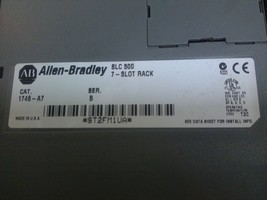 AB Allen-Bradley
SLC 500
7-SLOT RACK
CAT.
SER.
1746-A7
B
MADE IN U.S.A.
*9T2FM1UA*
SEE DATA SHEET FOR INSTALL INFO.